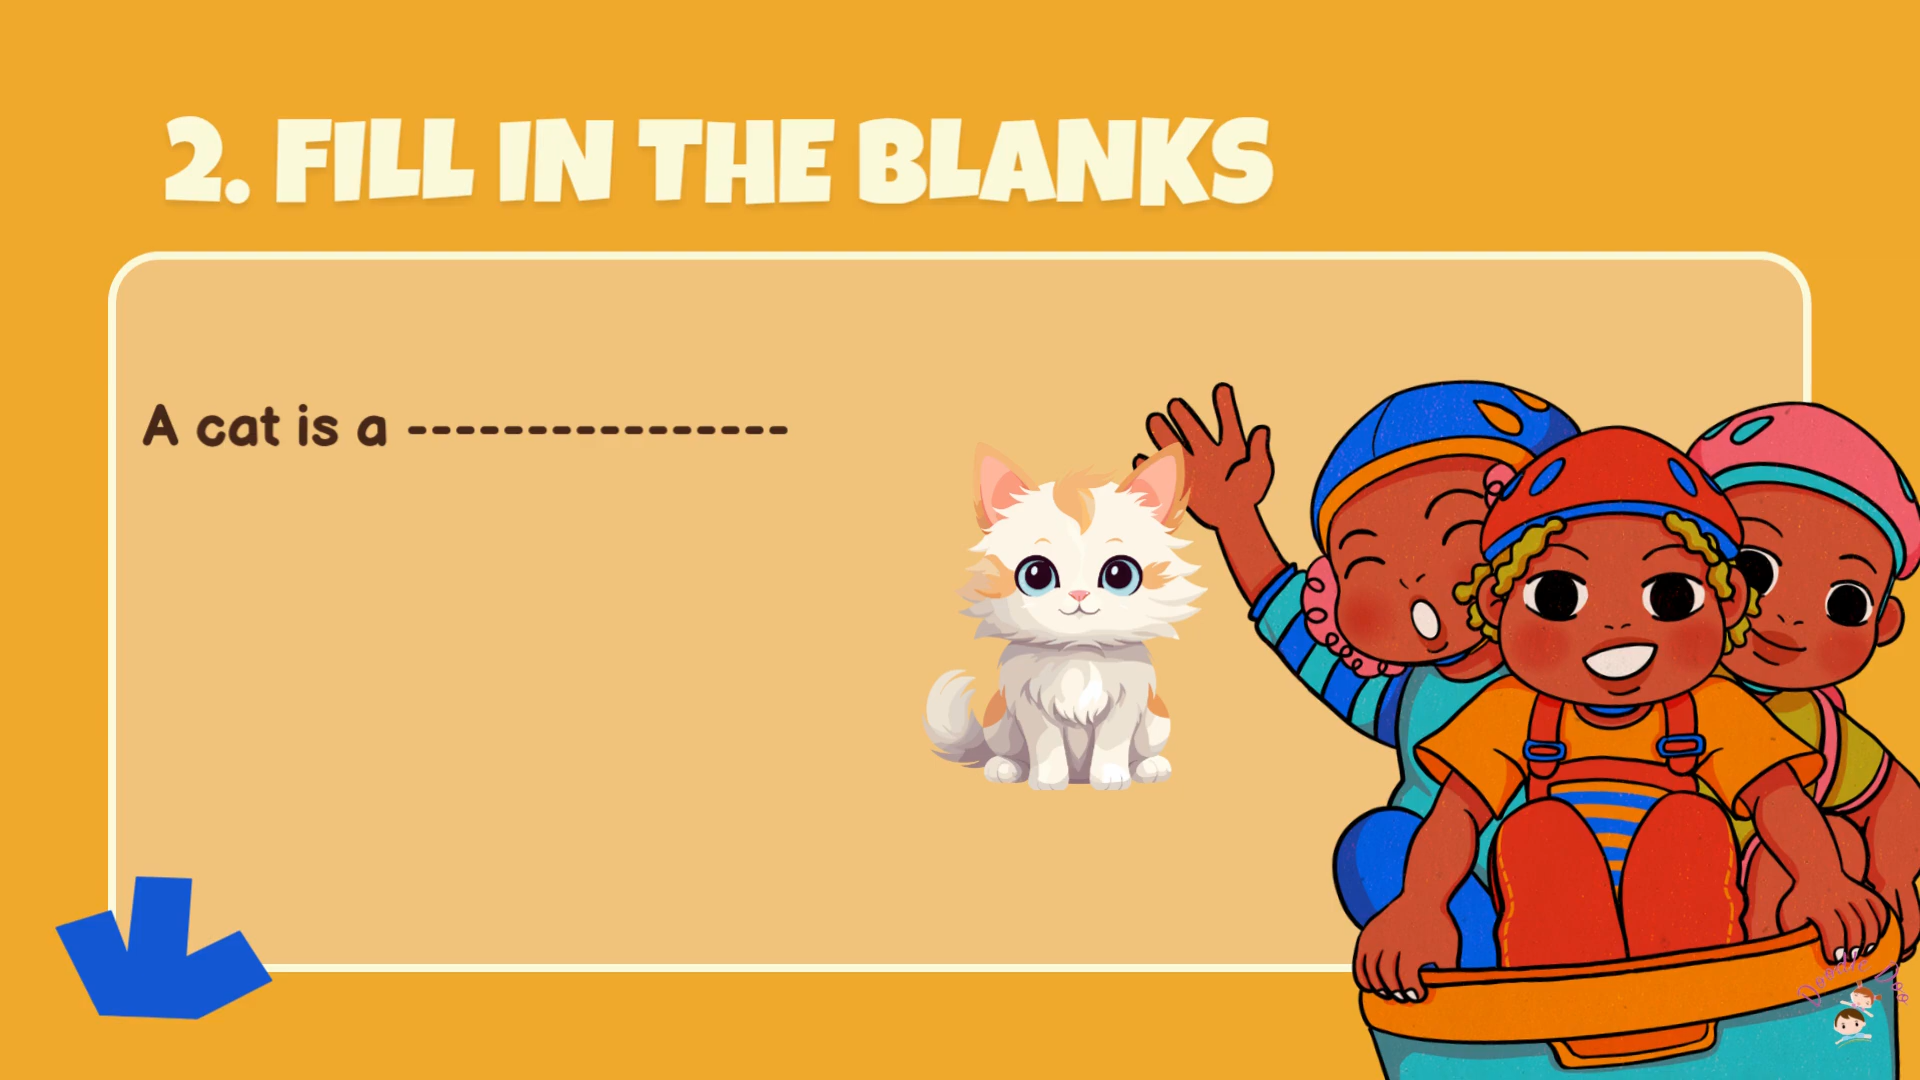 2. FILL IN THE BLANKS
A cat is a ----------------